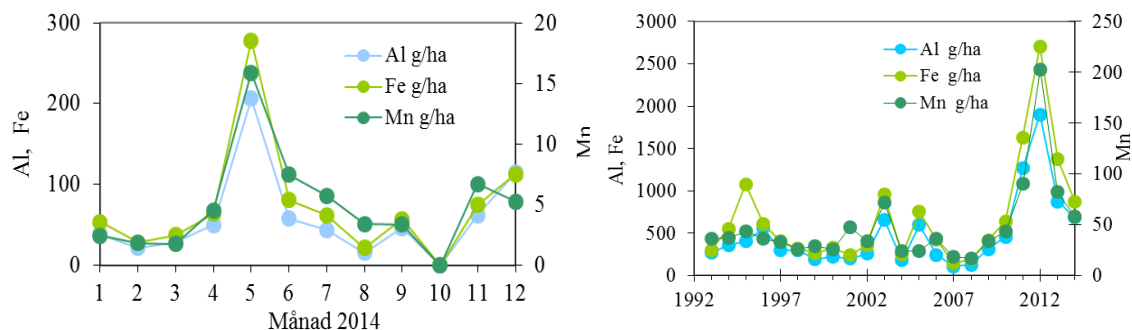 300
200
100
0
Al, Fe
20
15
10
5
0
Mn
Al g/ha
Fe g/ha
Mn g/ha
1 2 3 4 5 6 7 8 9 10 11 12
Månad 2014
3000
2500
2000
1500
1000
500
0
Al, Fe
250
200
150
100
50
0
Mn
Al g/ha
Fe g/ha
Mn g/ha
1992 1997 2002 2007 2012